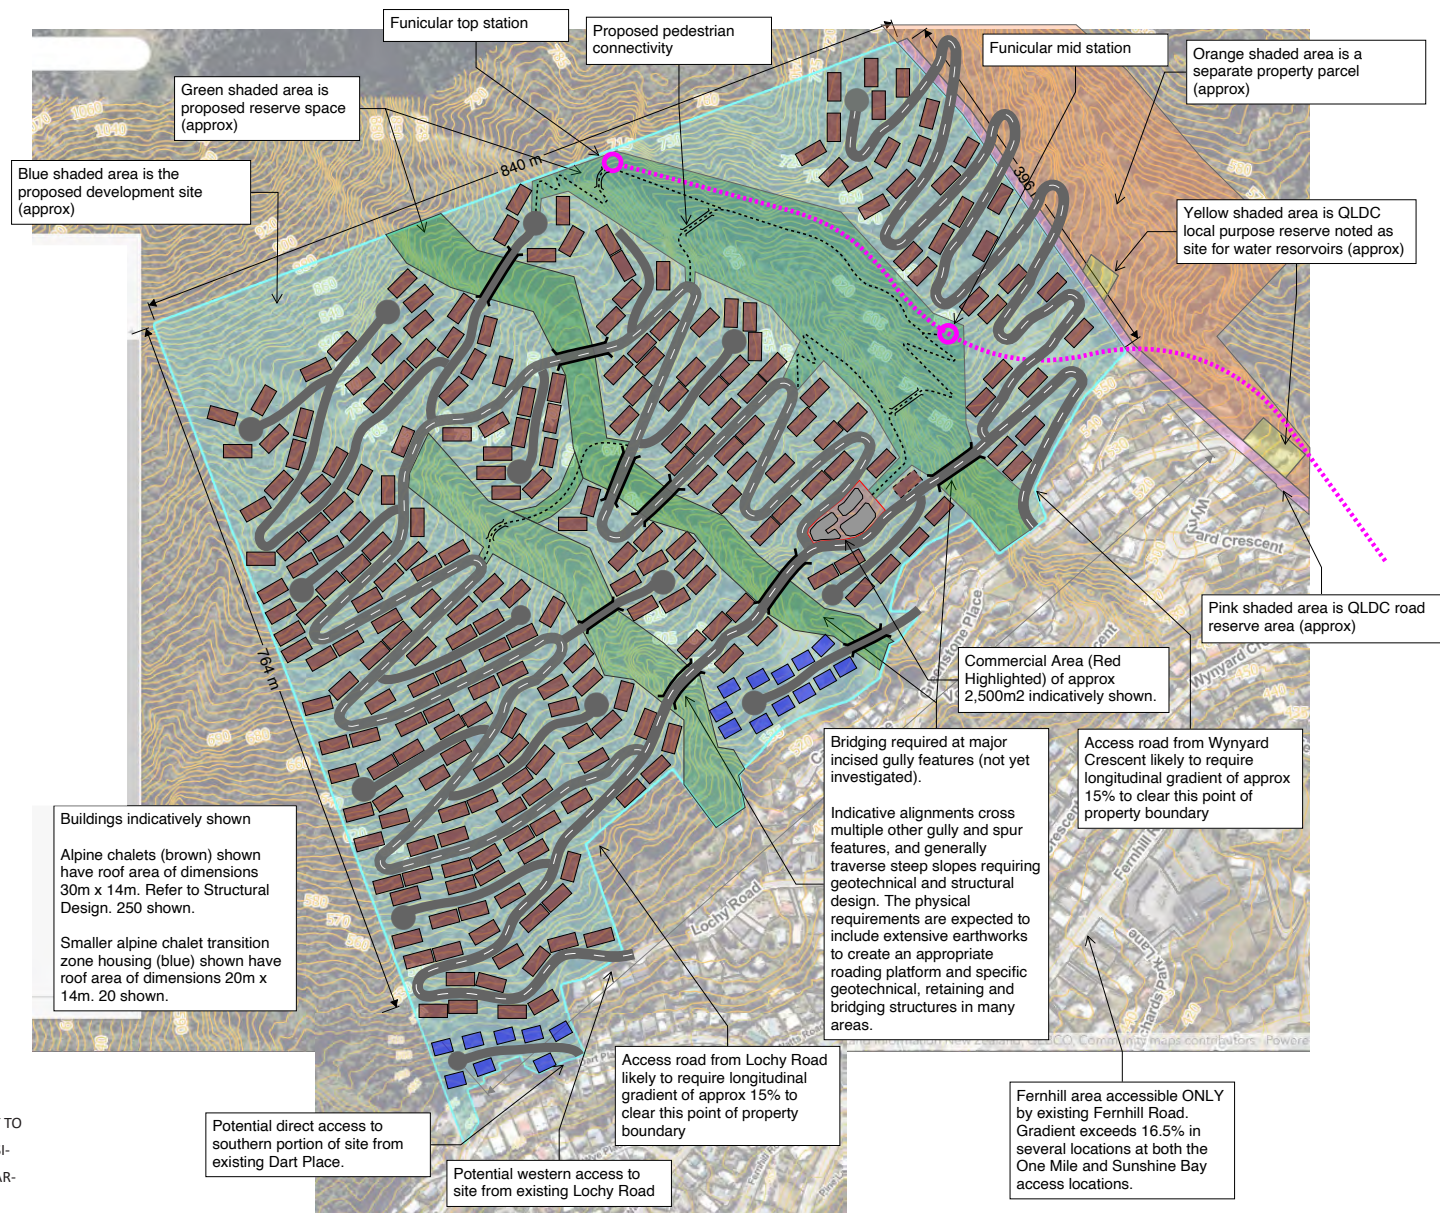 Funicular top station
Proposed pedestrian
connectivity
Funicular mid station
Orange shaded area is a
separate property parcel
(approx)
Green shaded area is
proposed reserve space
(approx)
Blue shaded area is the
proposed development site
(approx)
Yellow shaded area is QLDC
local purpose reserve noted as
site for water resorvoirs (approx)
840 m
396
764 m
Wynyard Crescent
Pink shaded area is QLDC road
reserve area (approx)
Commercial Area (Red
Highlighted) of approx
2,500m2 indicatively shown.
Wynyard
Bridging required at major
incised gully features (not yet
investigated).
Indicative alignments cross
multiple other gully and spur
features, and generally
traverse steep slopes requiring
geotechnical and structural
design. The physical
requirements are expected to
include extensive earthworks
to create an appropriate
roading platform and specific
geotechnical, retaining and
bridging structures in many
areas.
Access road from Wynyard
Crescent likely to require
longitudinal gradient of approx
15% to clear this point of
property boundary
Buildings indicatively shown
Alpine chalets (brown) shown
have roof area of dimensions
30m x 14m. Refer to Structural
Design. 250 shown.
Smaller alpine chalet transition
zone housing (blue) shown have
roof area of dimensions 20m x
14m. 20 shown.
Lochy Road
Access road from Lochy Road
likely to require longitudinal
gradient of approx 15% to
clear this point of property
boundary
Community maps contributors
Fernhill area accessible ONLY
by existing Fernhill Road.
Gradient exceeds 16.5% in
several locations at both the
One Mile and Sunshine Bay
access locations.
Potential direct access to
southern portion of site from
existing Dart Place.
Potential western access to
site from existing Lochy Road
TO
SI-
AR-